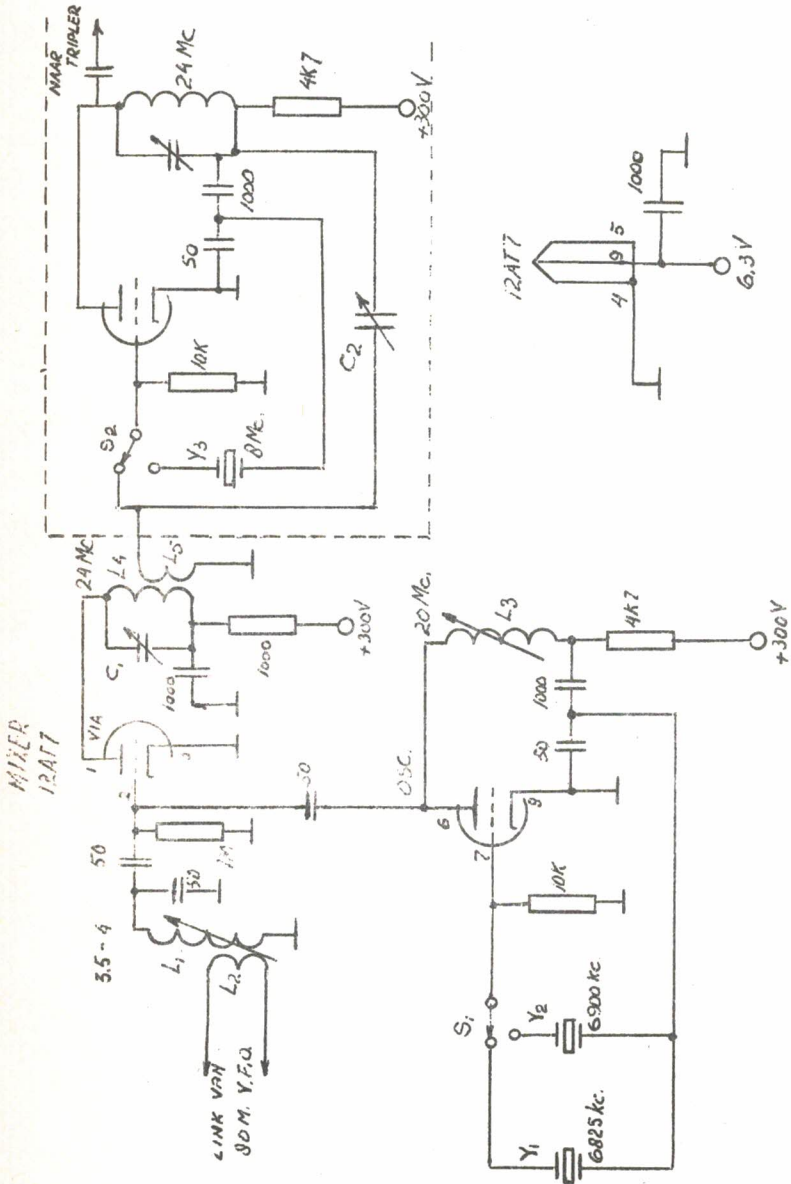 MIXER
12AT7
3.5-4
50
50
L1
L2
LINK VAN
80M. V.F.O.
1M
50
1
2
3
V1A
C1
1000
1000
+300V
24 Mc
L4
L5
NAAR
TRIPLER
24 Mc
4K7
+300V
1000
50
10K
S2
Y3
8Mc.
C2
OSC.
6
7
8
20 Mc.
L3
4K7
+300V
1000
50
10K
S1
Y1
6825 kc.
Y2
6900 kc
12AT7
4
9
5
1000
6,3V